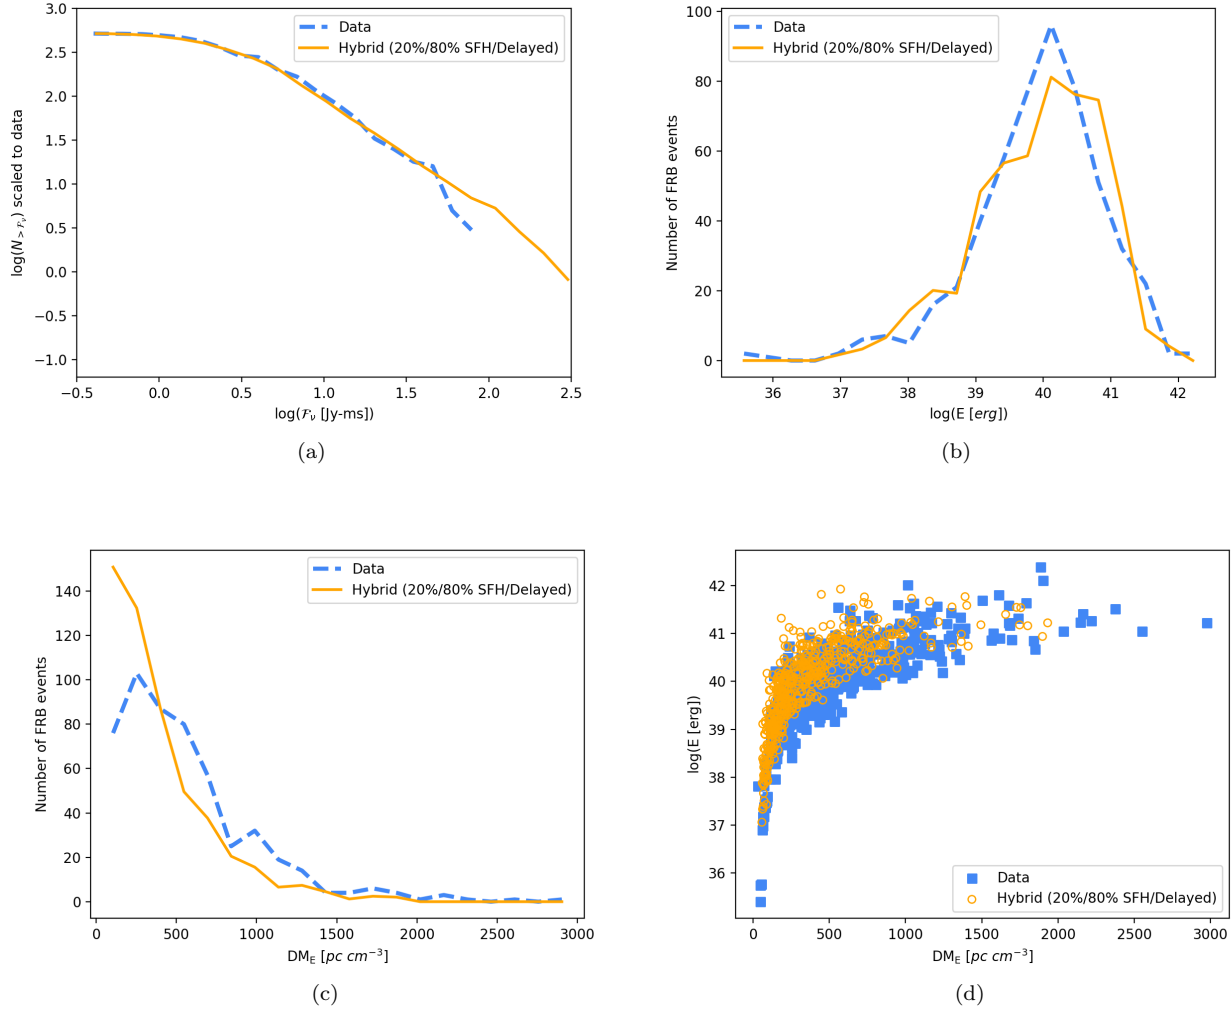 3.0
2.5
2.0
1.5
1.0
0.5
0.0
−0.5
−1.0
log(N>𝓕ν) scaled to data
Data
Hybrid (20%/80% SFH/Delayed)
−0.5 0.0 0.5 1.0 1.5 2.0 2.5
log(𝓕ν [Jy-ms])
(a)
100
80
60
40
20
0
Number of FRB events
Data
Hybrid (20%/80% SFH/Delayed)
36 37 38 39 40 41 42
log(E [erg])
(b)
140
120
100
80
60
40
20
0
Number of FRB events
Data
Hybrid (20%/80% SFH/Delayed)
0 500 1000 1500 2000 2500 3000
DME [pc cm−3]
(c)
42
41
40
39
38
37
36
log(E [erg])
Data
Hybrid (20%/80% SFH/Delayed)
0 500 1000 1500 2000 2500 3000
DME [pc cm−3]
(d)